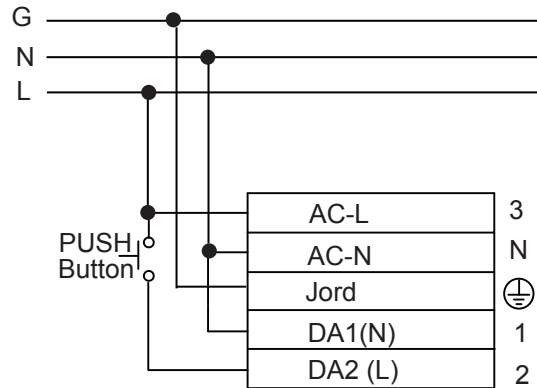 G
N
L
PUSH
Button
AC-L 3
AC-N N
Jord
DA1(N) 1
DA2 (L) 2